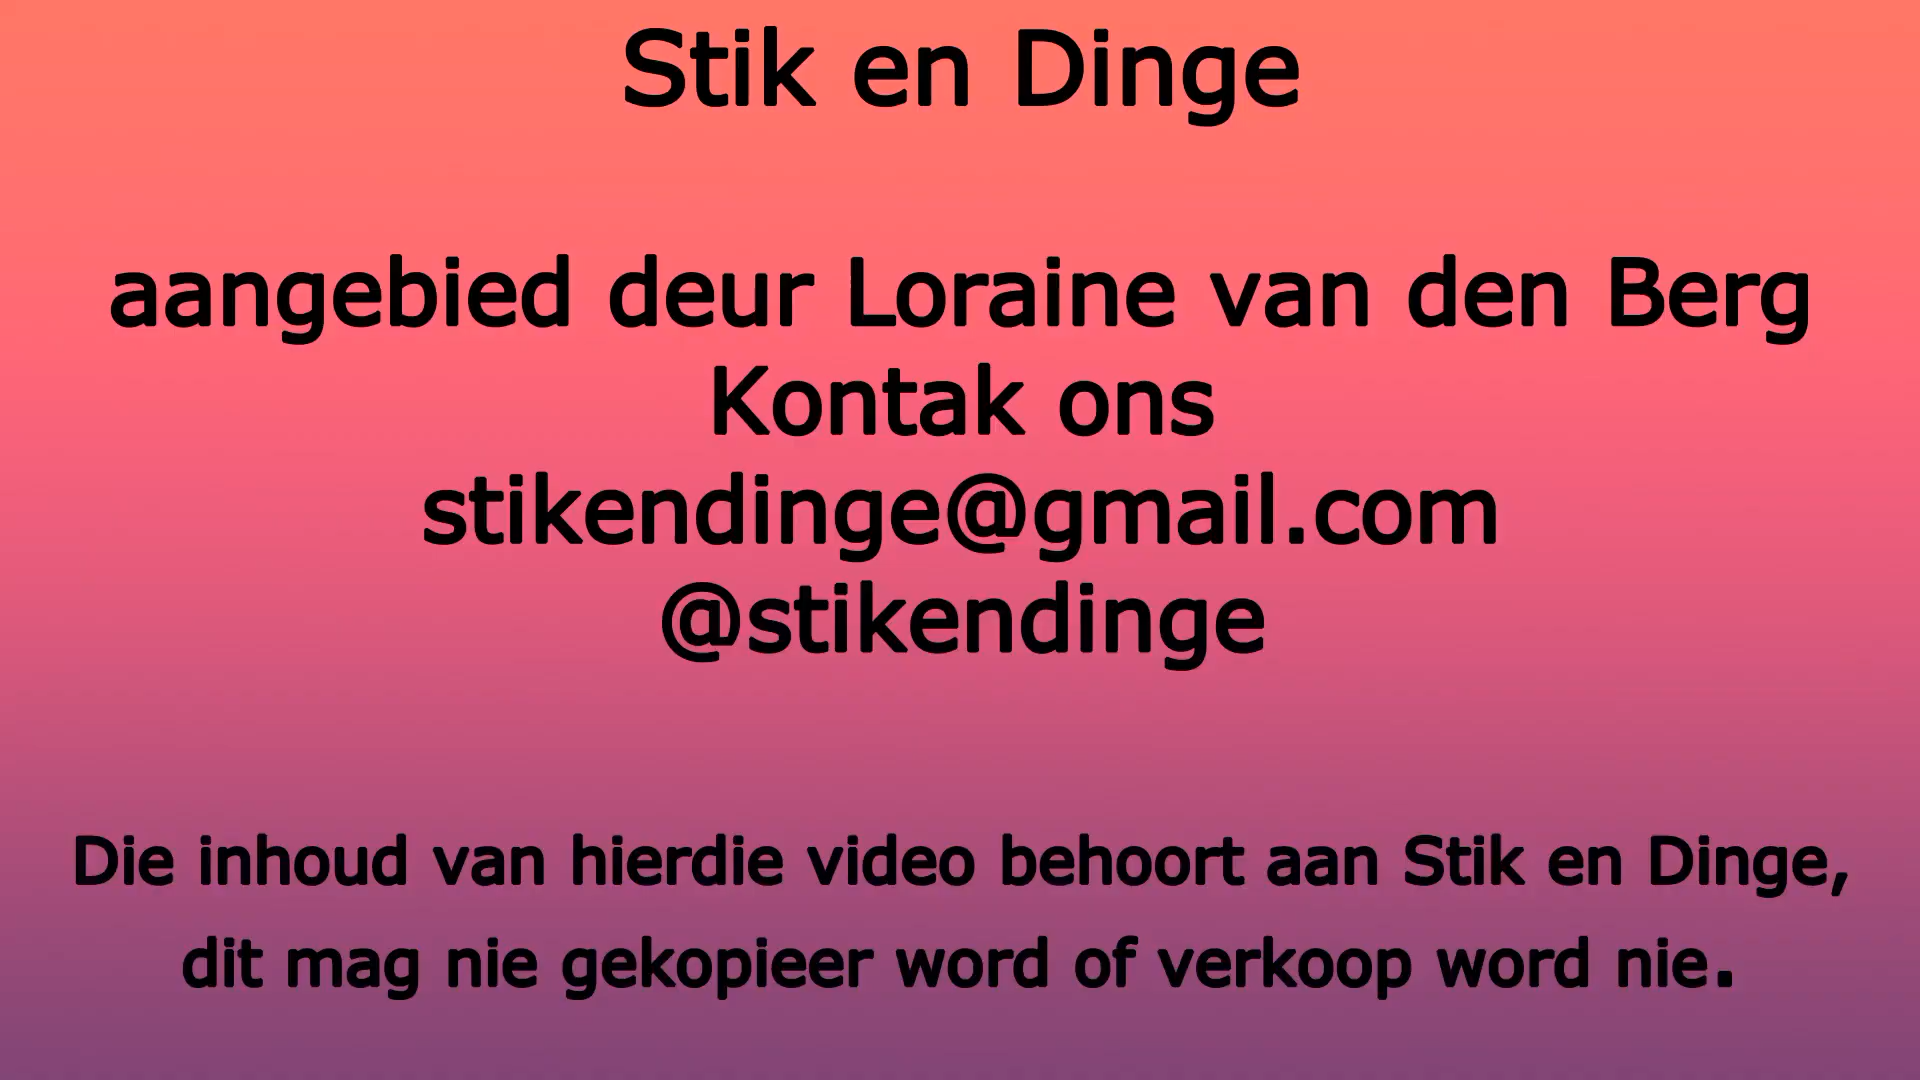 Stik en Dinge
aangebied deur Loraine van den Berg
Kontak ons
stikendinge@gmail.com
@stikendinge
Die inhoud van hierdie video behoort aan Stik en Dinge,
dit mag nie gekopieer word of verkoop word nie.